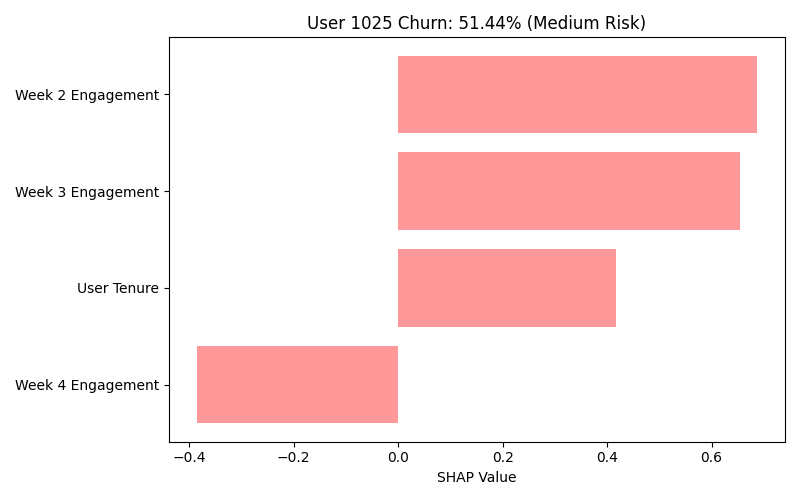 User 1025 Churn: 51.44% (Medium Risk)
Week 2 Engagement
Week 3 Engagement
User Tenure
Week 4 Engagement
−0.4 −0.2 0.0 0.2 0.4 0.6
SHAP Value